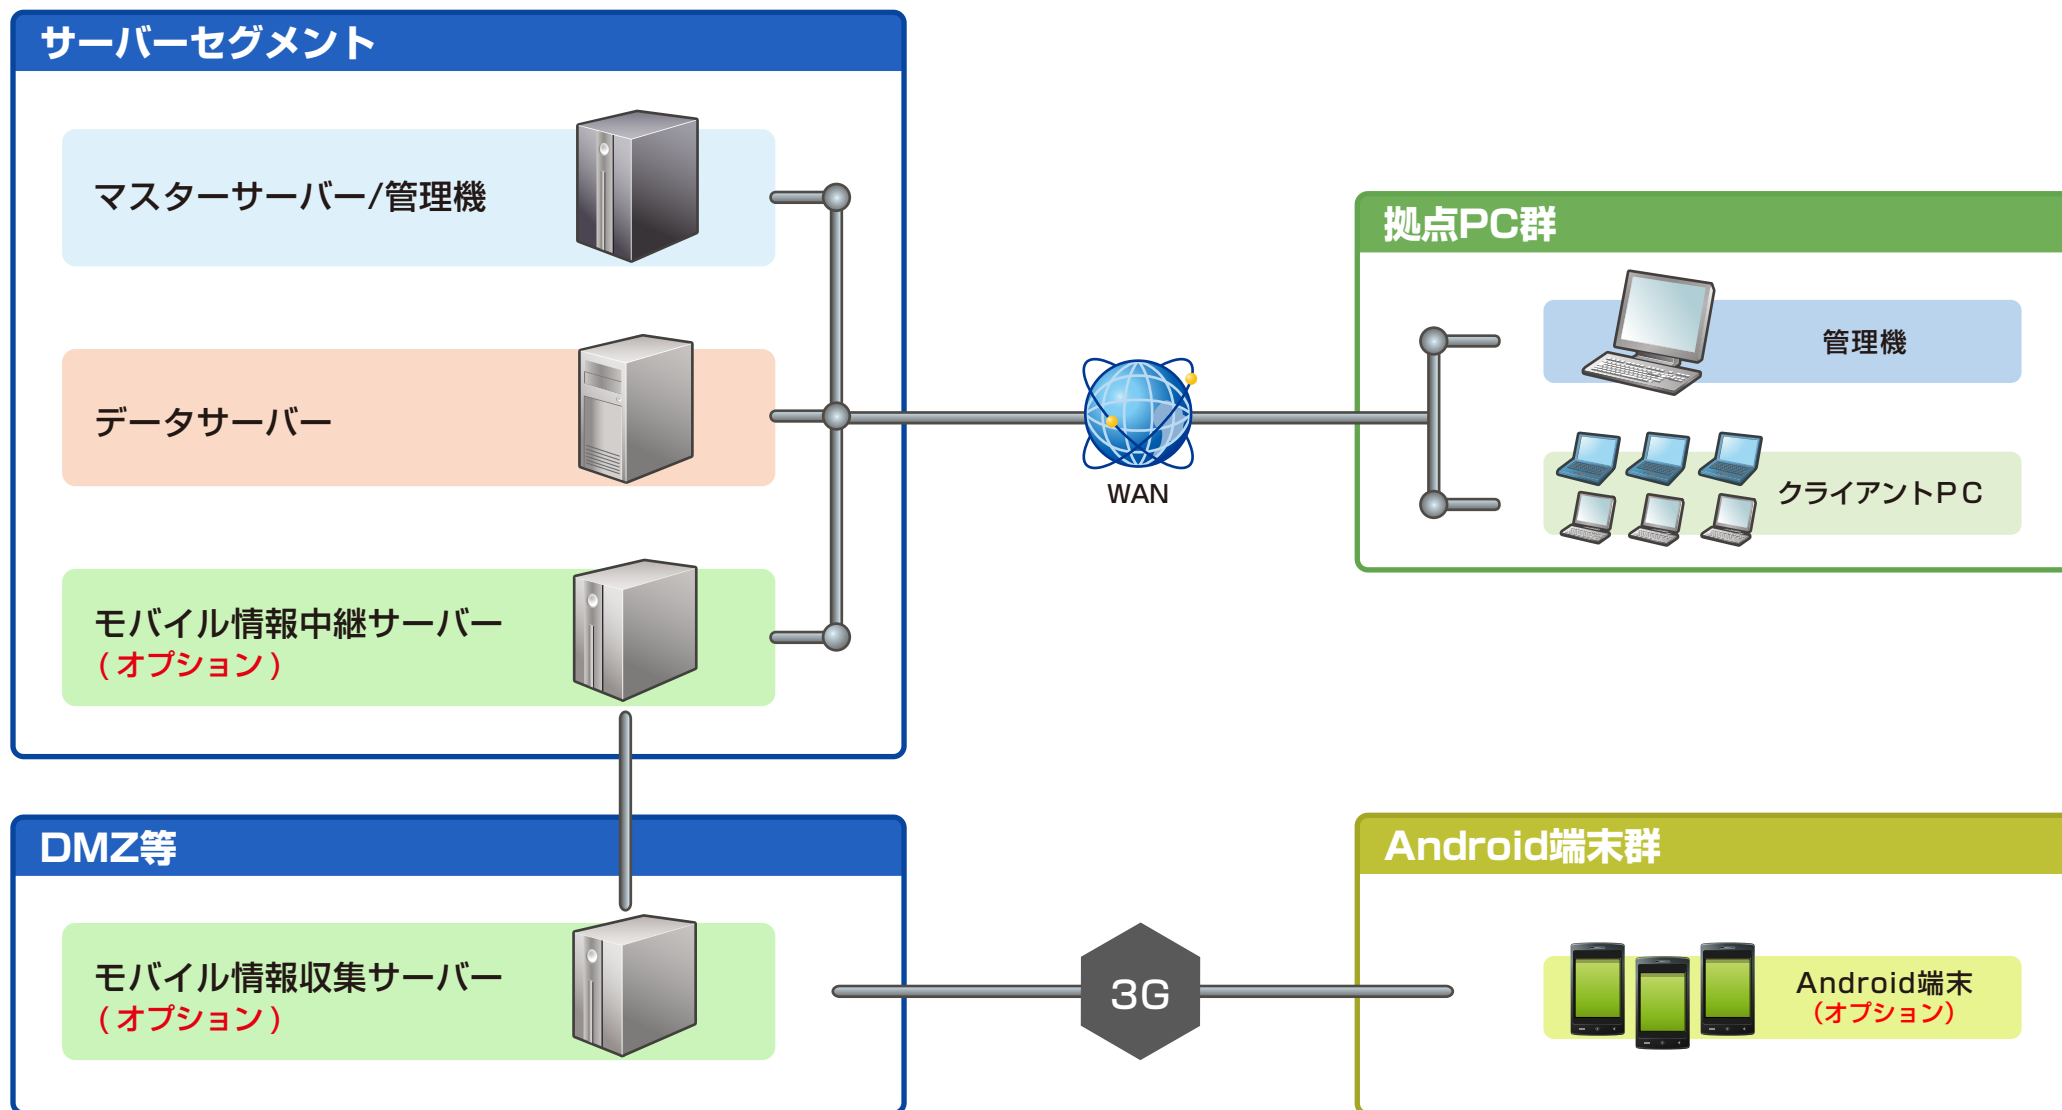 サーバーセグメント
マスターサーバー/管理機
データサーバー
モバイル情報中継サーバー
(オプション)
WAN
拠点PC群
管理機
クライアントPC
DMZ等
モバイル情報収集サーバー
(オプション)
3G
Android端末群
Android端末
(オプション)